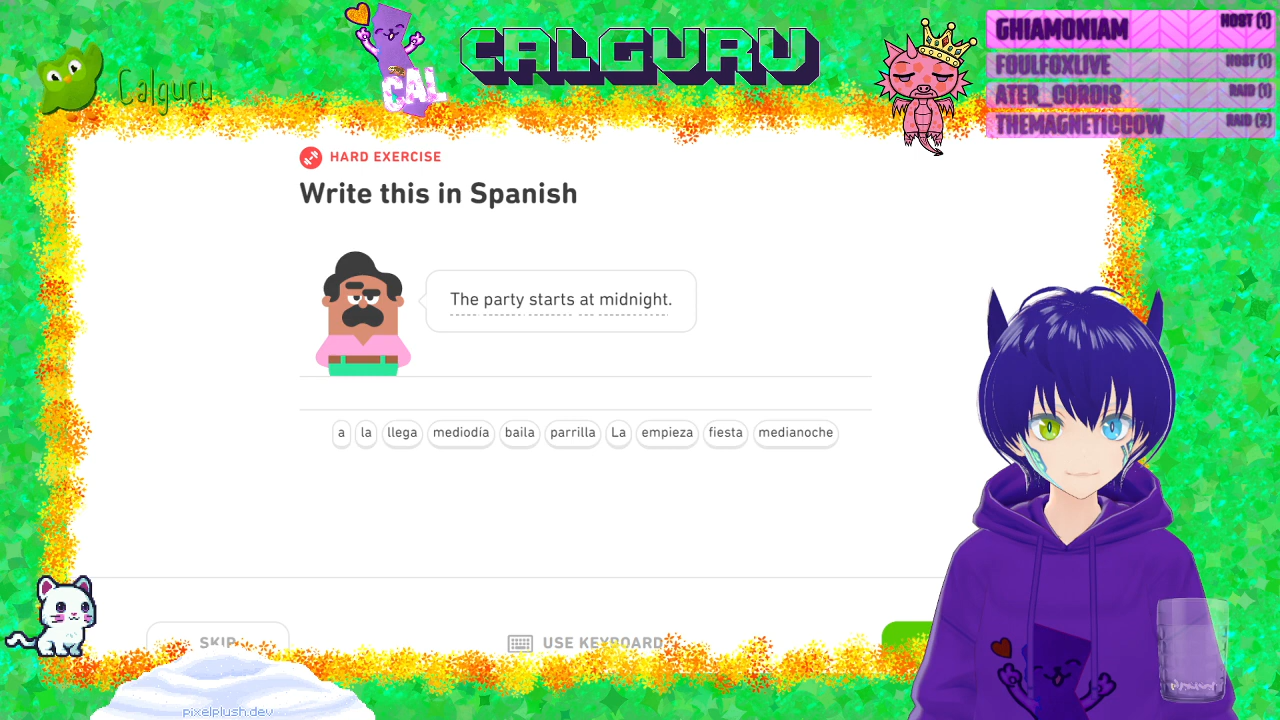 CALGURU
Calguru
CAL
GHIAMONIAM HOST (1)
FOULFOXLIVE HOST (1)
ATER_CORDIS RAID (1)
THEMAGNETICCOW RAID (2)
HARD EXERCISE
Write this in Spanish
The party starts at midnight.
a la llega mediodía baila parrilla La empieza fiesta medianoche
SKIP
USE KEYBOARD
pixelplush.dev